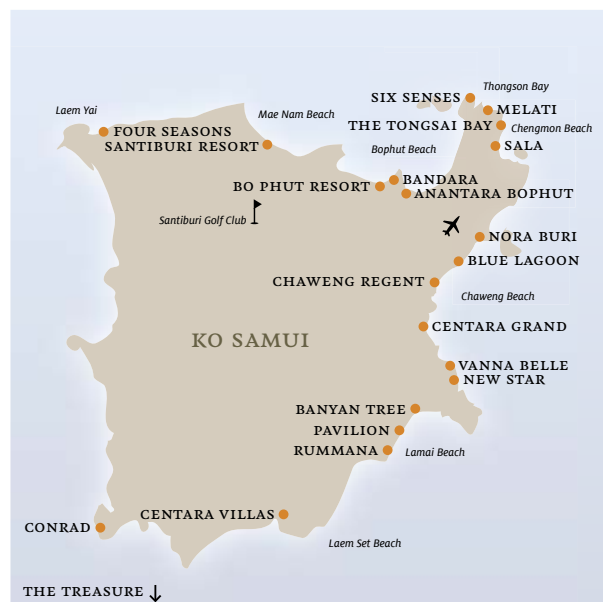 Thongson Bay
SIX SENSES
Laem Yai
MELATI
Mae Nam Beach
THE TONGSAI BAY
Chengmon Beach
FOUR SEASONS
SANTIBURI RESORT
SALA
Bophut Beach
BANDARA
BO PHUT RESORT
ANANTARA BOPHUT
Santiburi Golf Club
NORA BURI
BLUE LAGOON
CHAWENG REGENT
Chaweng Beach
CENTARA GRAND
KO SAMUI
VANNA BELLE
NEW STAR
BANYAN TREE
PAVILION
RUMMANA
Lamai Beach
CENTARA VILLAS
CONRAD
Laem Set Beach
THE TREASURE